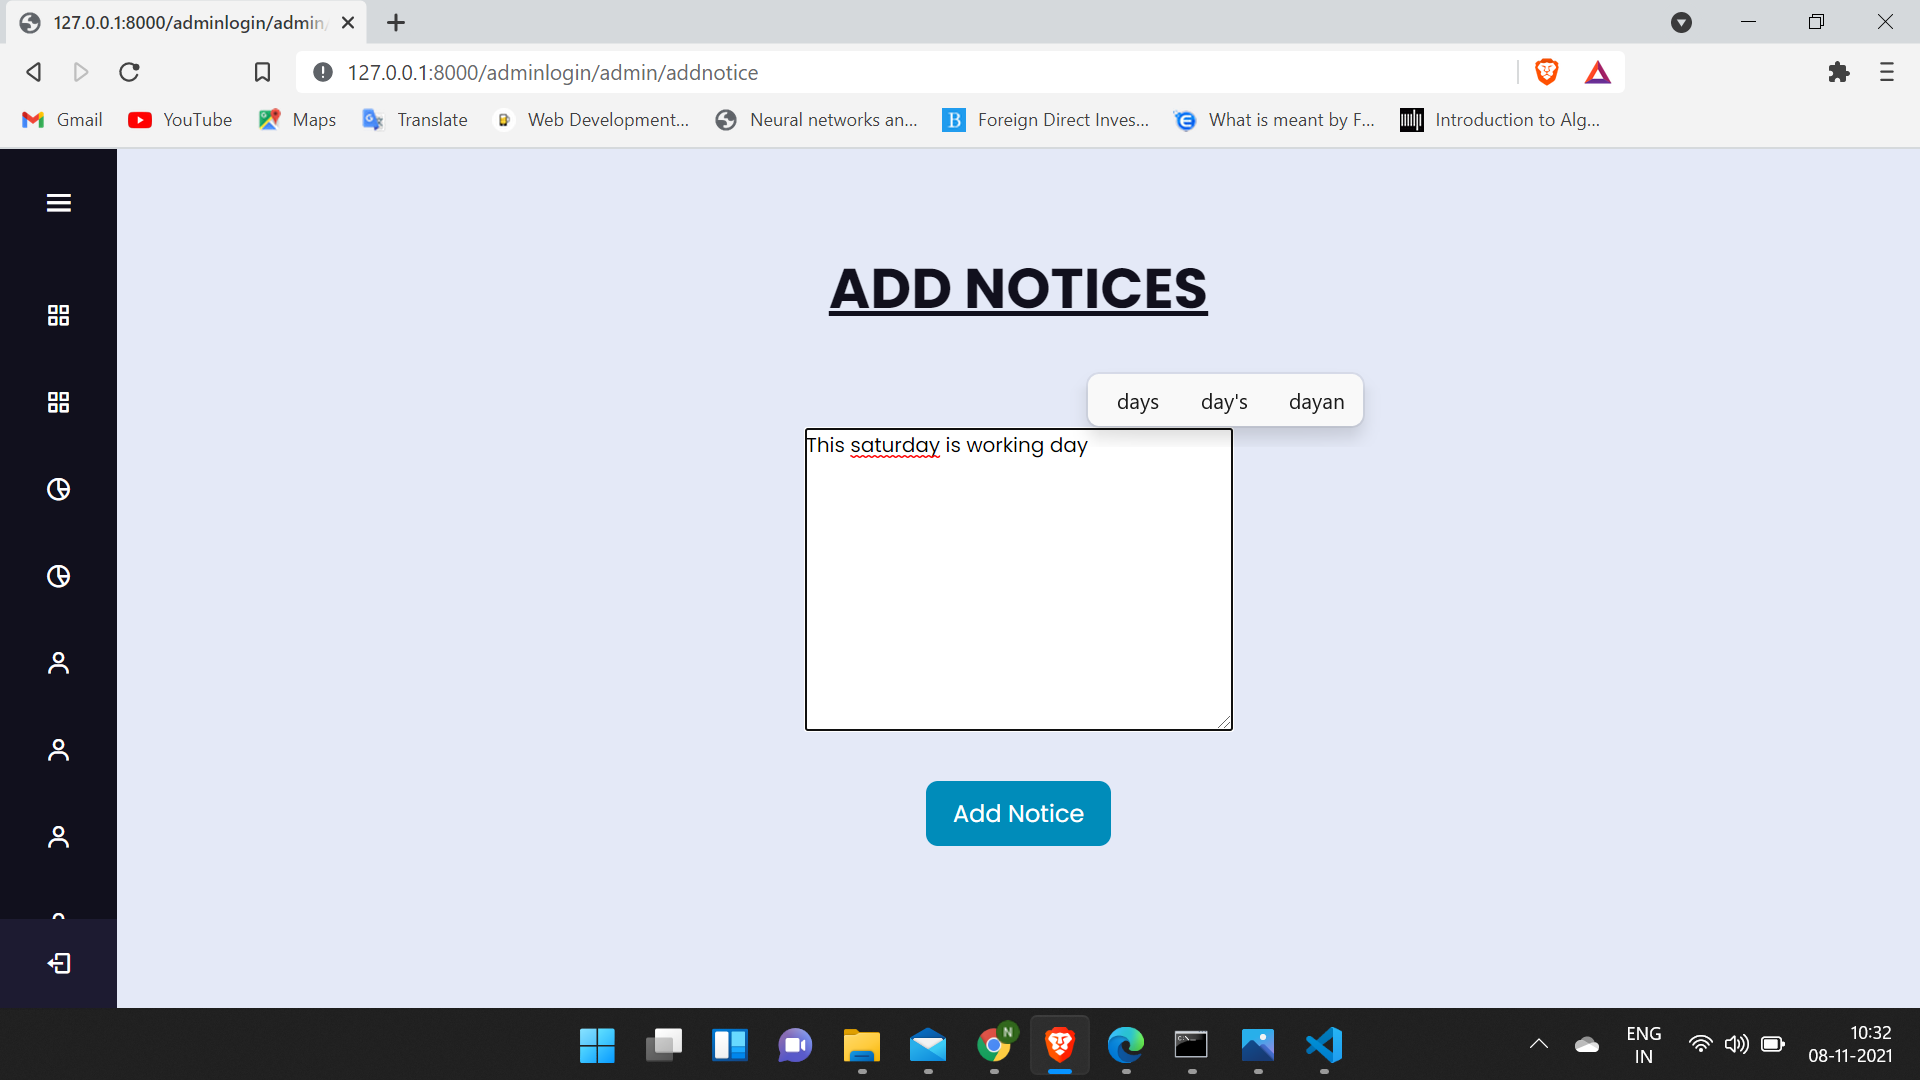 127.0.0.1:8000/adminlogin/admin/
127.0.0.1:8000/adminlogin/admin/addnotice
Gmail YouTube Maps Translate Web Development... Neural networks an... Foreign Direct Inves... What is meant by F... Introduction to Alg...
ADD NOTICES
days day's dayan
This saturday is working day
Add Notice
N
ENG
IN
10:32
08-11-2021